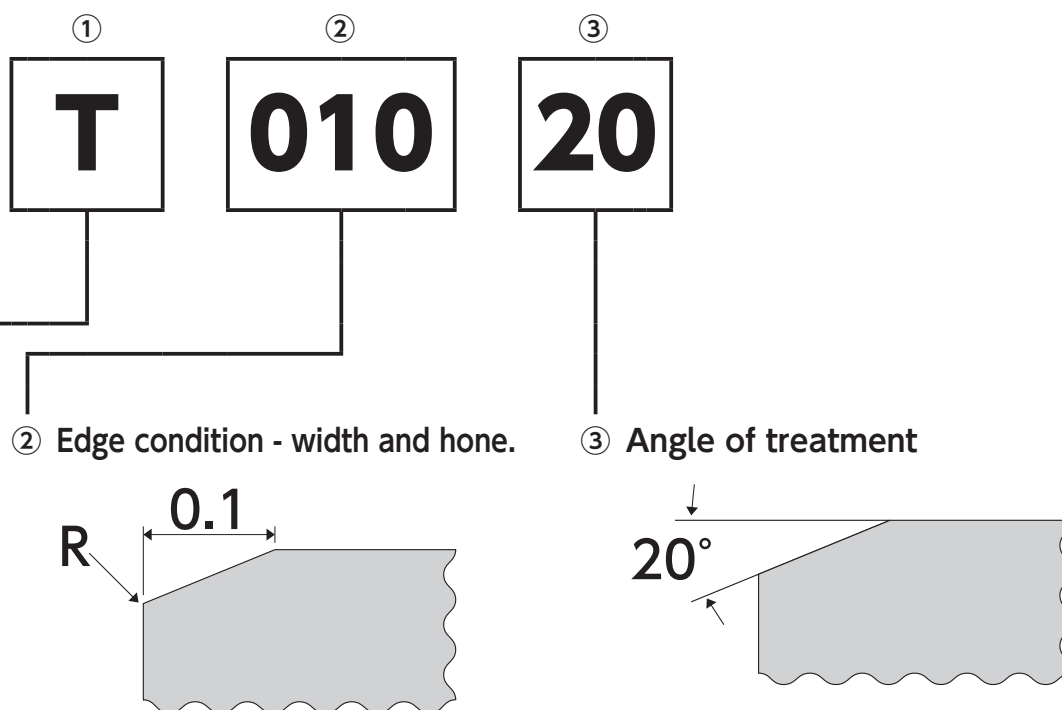 ① ② ③
T 010 20
② Edge condition - width and hone. ③ Angle of treatment
0.1
R
20°